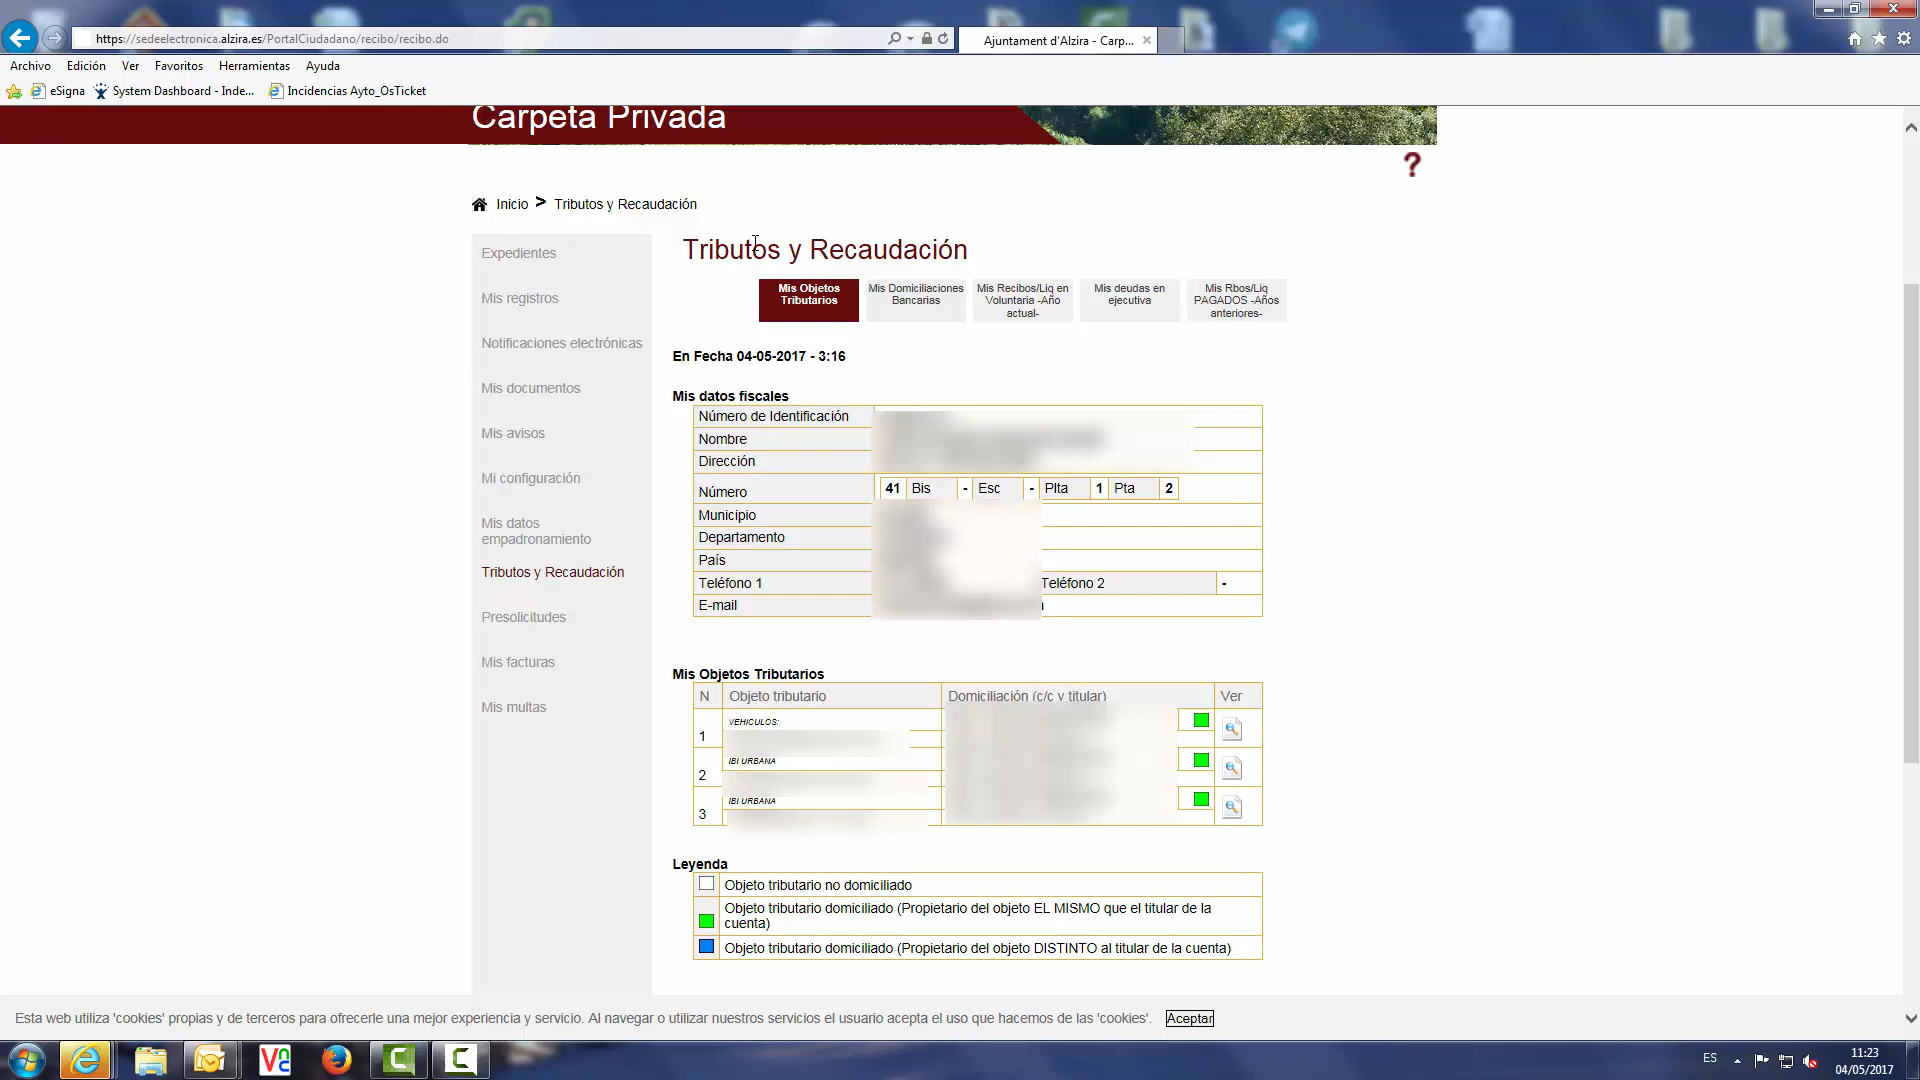 https://sedeelectronica.alzira.es/PortalCiudadano/recibo/recibo.do
Ajuntament d'Alzira - Carp...
Archivo Edición Ver Favoritos Herramientas Ayuda
eSigna System Dashboard - Inde... Incidencias Ayto_OsTicket
Carpeta Privada
?
Inicio > Tributos y Recaudación
Expedientes
Mis registros
Notificaciones electrónicas
Mis documentos
Mis avisos
Mi configuración
Mis datos
empadronamiento
Tributos y Recaudación
Presolicitudes
Mis facturas
Mis multas
Tributos y Recaudación
Mis Objetos
Tributarios
Mis Domiciliaciones
Bancarias
Mis Recibos/Liq en
Voluntaria -Año
actual-
Mis deudas en
ejecutiva
Mis Rbos/Liq
PAGADOS -Años
anteriores-
En Fecha 04-05-2017 - 3:16
Mis datos fiscales
Número de Identificación
Nombre
Dirección
Número 41 Bis - Esc - Plta 1 Pta 2
Municipio
Departamento
País
Teléfono 1 Teléfono 2 -
E-mail
Mis Objetos Tributarios
N Objeto tributario Domiciliación (c/c y titular) Ver
VEHICULOS:
1
IBI URBANA
2
IBI URBANA
3
Leyenda
Objeto tributario no domiciliado
Objeto tributario domiciliado (Propietario del objeto EL MISMO que el titular de la
cuenta)
Objeto tributario domiciliado (Propietario del objeto DISTINTO al titular de la cuenta)
Esta web utiliza 'cookies' propias y de terceros para ofrecerle una mejor experiencia y servicio. Al navegar o utilizar nuestros servicios el usuario acepta el uso que hacemos de las 'cookies'. Aceptar
ES
11:23
04/05/2017